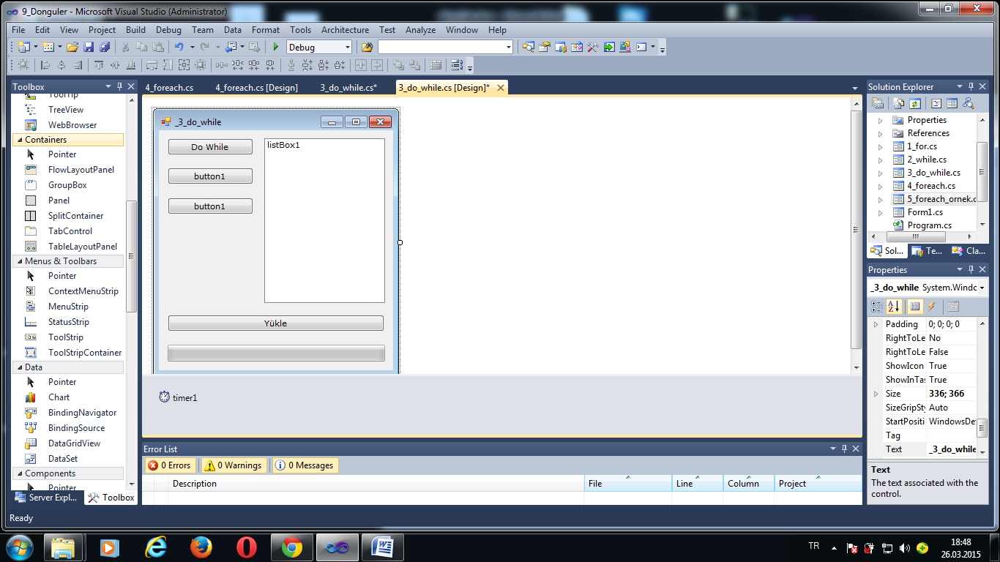 9_Donguler - Microsoft Visual Studio (Administrator)
File Edit View Project Build Debug Team Data Format Tools Architecture Test Analyze Window Help
Debug
Toolbox
ToolTip
TreeView
WebBrowser
Containers
Pointer
FlowLayoutPanel
GroupBox
Panel
SplitContainer
TabControl
TableLayoutPanel
Menus & Toolbars
Pointer
ContextMenuStrip
MenuStrip
StatusStrip
ToolStrip
ToolStripContainer
Data
Pointer
Chart
BindingNavigator
BindingSource
DataGridView
DataSet
Components
Pointer
Server Expl... Toolbox
4_foreach.cs 4_foreach.cs [Design] 3_do_while.cs* 3_do_while.cs [Design]*
_3_do_while
Do While
button1
button1
listBox1
Yükle
timer1
Error List
0 Errors 0 Warnings 0 Messages
Description File Line Column Project
Solution Explorer
Properties
References
1_for.cs
2_while.cs
3_do_while.cs
4_foreach.cs
5_foreach_ornek.c
Form1.cs
Program.cs
Sol... Te... Cla...
Properties
_3_do_while System.Windo
Padding 0; 0; 0; 0
RightToLe No
RightToLe False
ShowIcon True
ShowInTas True
Size 336; 366
SizeGripSty Auto
StartPositi WindowsDe
Tag
Text _3_do_while
Text
The text associated with the
control.
Ready
TR
18:48
26.03.2015